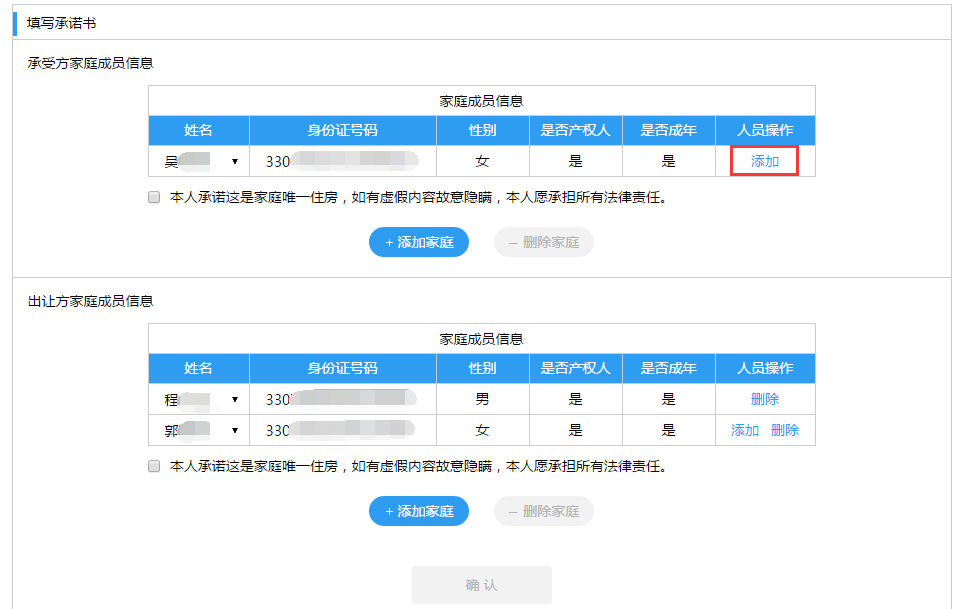 填写承诺书
承受方家庭成员信息
家庭成员信息
姓名 身份证号码 性别 是否产权人 是否成年 人员操作
吴 ▼ 330 女 是 是 添加
本人承诺这是家庭唯一住房，如有虚假内容故意隐瞒，本人愿承担所有法律责任。
+ 添加家庭 — 删除家庭
出让方家庭成员信息
家庭成员信息
姓名 身份证号码 性别 是否产权人 是否成年 人员操作
程 ▼ 330 男 是 是 删除
郭 ▼ 330 女 是 是 添加 删除
本人承诺这是家庭唯一住房，如有虚假内容故意隐瞒，本人愿承担所有法律责任。
+ 添加家庭 — 删除家庭
确 认